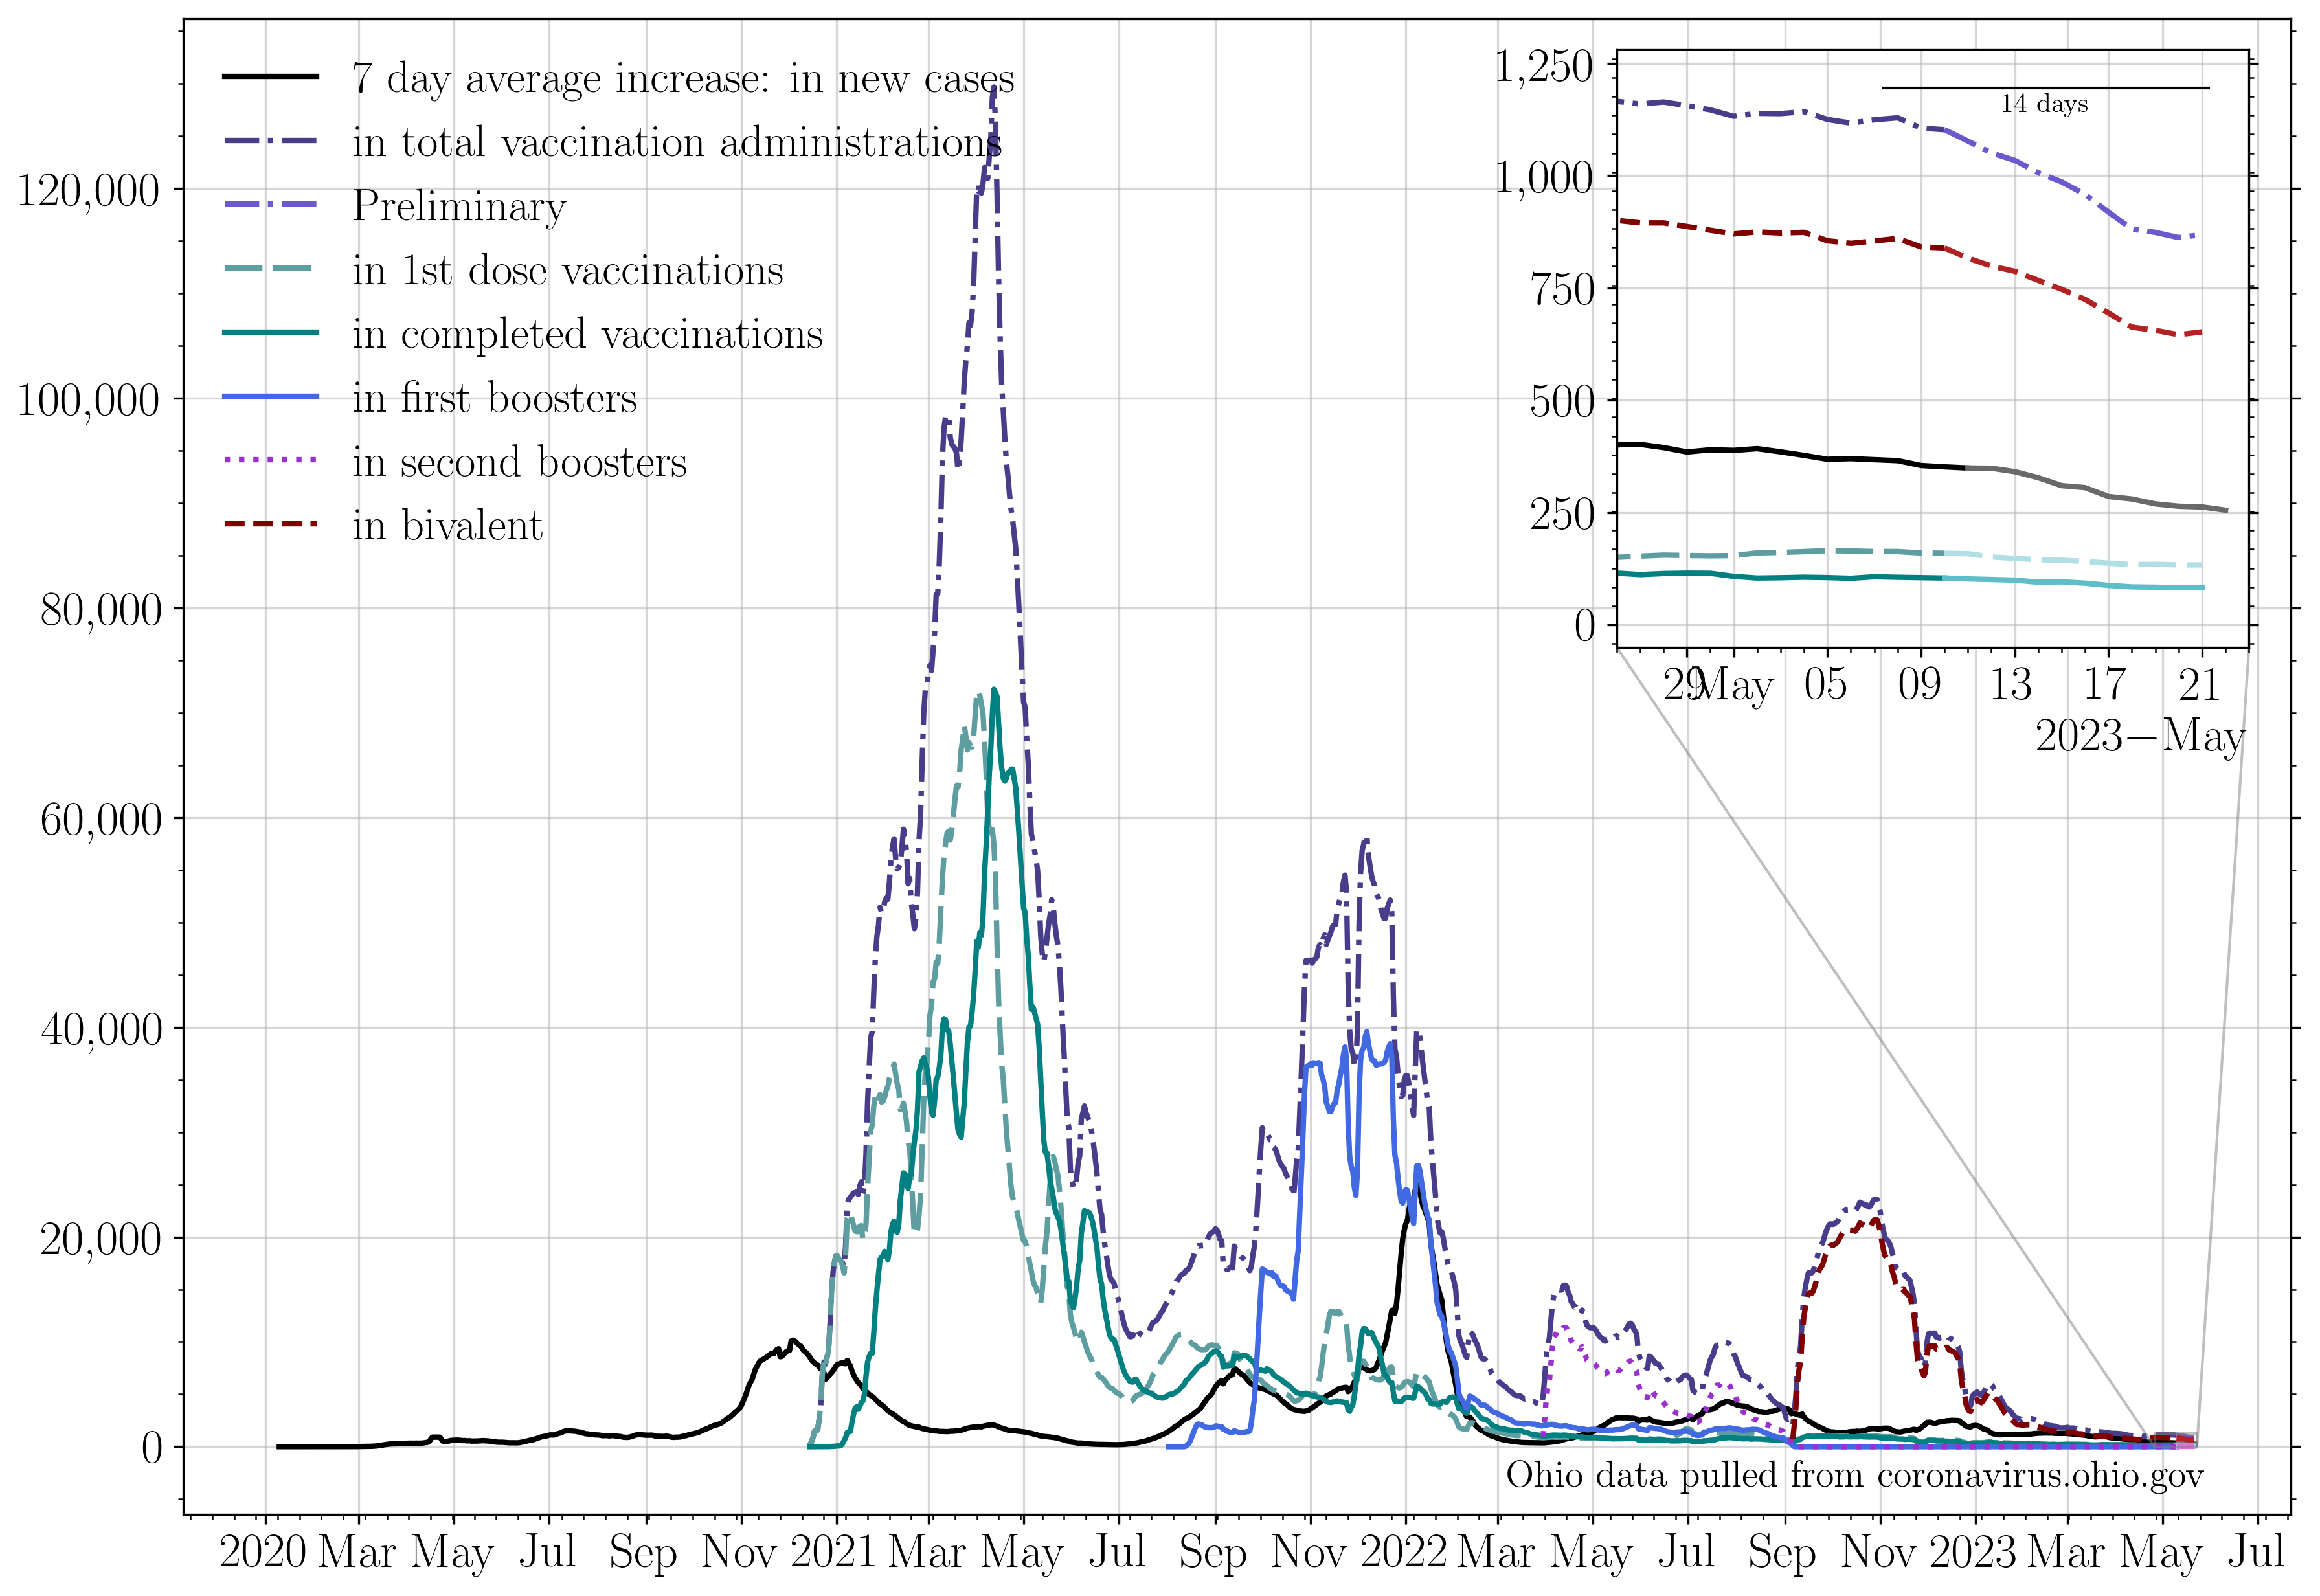 7 day average increase: in new cases
in total vaccination administrations
Preliminary
in 1st dose vaccinations
in completed vaccinations
in first boosters
in second boosters
in bivalent
120,000
100,000
80,000
60,000
40,000
20,000
0
1,250
1,000
750
500
250
0
14 days
29 May 05 09 13 17 21
2023–May
Ohio data pulled from coronavirus.ohio.gov
2020 Mar May Jul Sep Nov 2021 Mar May Jul Sep Nov 2022 Mar May Jul Sep Nov 2023 Mar May Jul